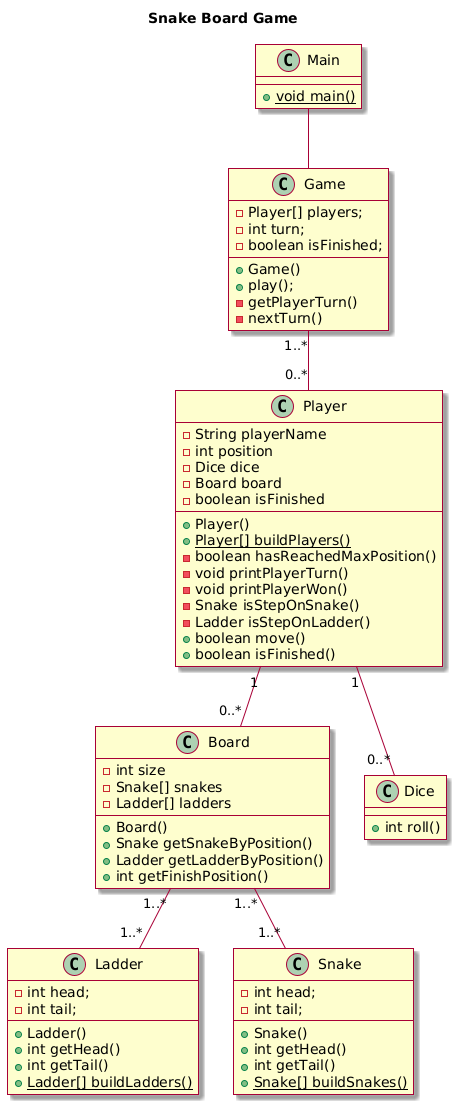 Snake Board Game
C Main
void main()
C Game
Player[] players;
int turn;
boolean isFinished;
Game()
play();
getPlayerTurn()
nextTurn()
1..*
0..*
C Player
String playerName
int position
Dice dice
Board board
boolean isFinished
Player()
Player[] buildPlayers()
boolean hasReachedMaxPosition()
void printPlayerTurn()
void printPlayerWon()
Snake isStepOnSnake()
Ladder isStepOnLadder()
boolean move()
boolean isFinished()
1
1
0..*
0..*
C Board
int size
Snake[] snakes
Ladder[] ladders
Board()
Snake getSnakeByPosition()
Ladder getLadderByPosition()
int getFinishPosition()
C Dice
int roll()
1..*
1..*
1..*
1..*
C Ladder
int head;
int tail;
Ladder()
int getHead()
int getTail()
Ladder[] buildLadders()
C Snake
int head;
int tail;
Snake()
int getHead()
int getTail()
Snake[] buildSnakes()